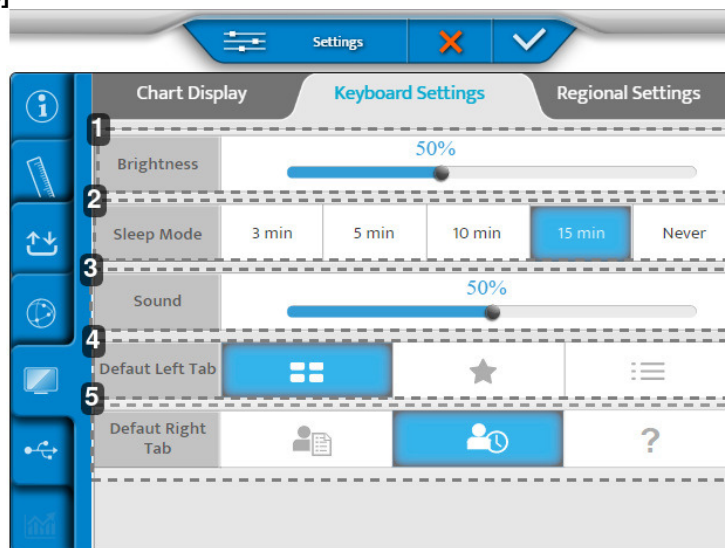 ]
Settings
Chart Display Keyboard Settings Regional Settings
1
Brightness 50%
2
Sleep Mode 3 min 5 min 10 min 15 min Never
3
Sound 50%
4
Defaut Left Tab
5
Defaut Right
Tab ?